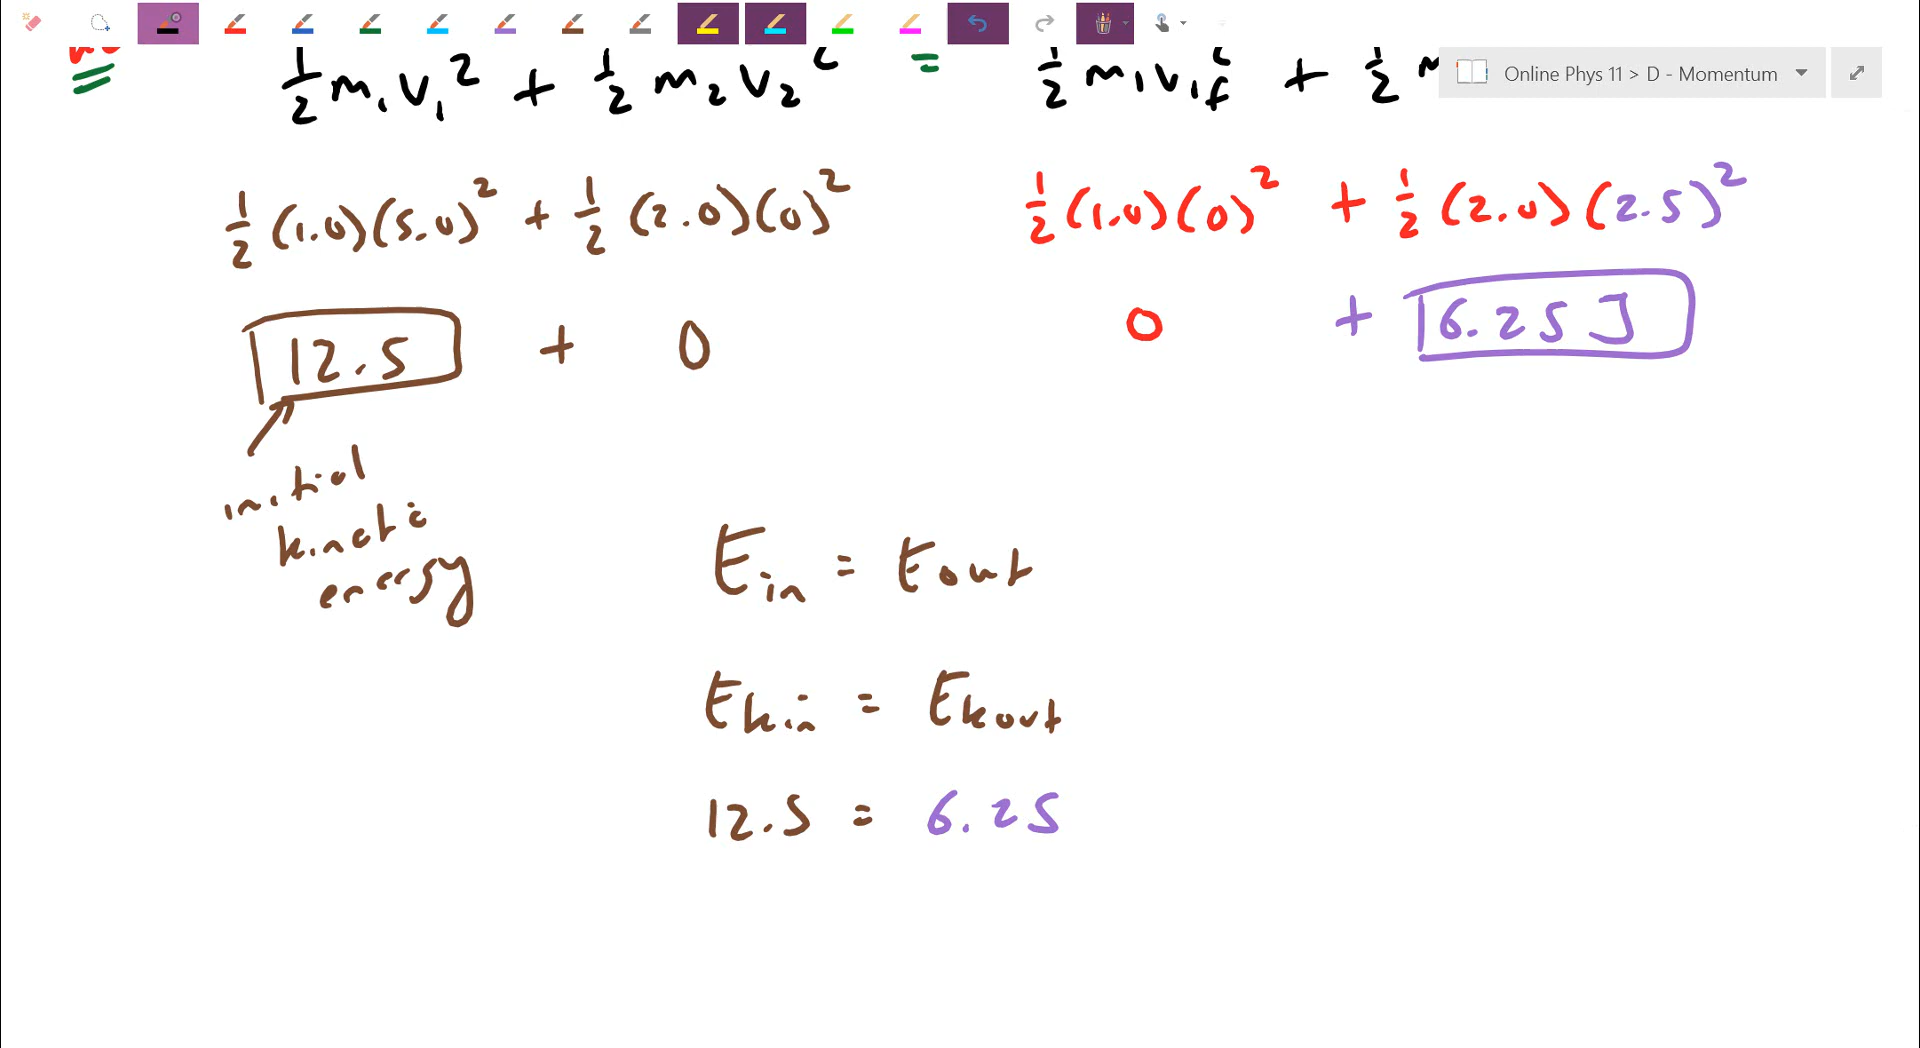 ½m₁v₁² + ½m₂v₂² = ½m₁v₁f² + ½m
Online Phys 11 > D - Momentum
½(1.0)(5.0)² + ½(2.0)(0)² ½(1.0)(0)² + ½(2.0)(2.5)²
12.5 + 0 0 + 6.25 J
initial
kinetic
energy
Ein = Eout
Ekin = Ekout
12.5 = 6.25